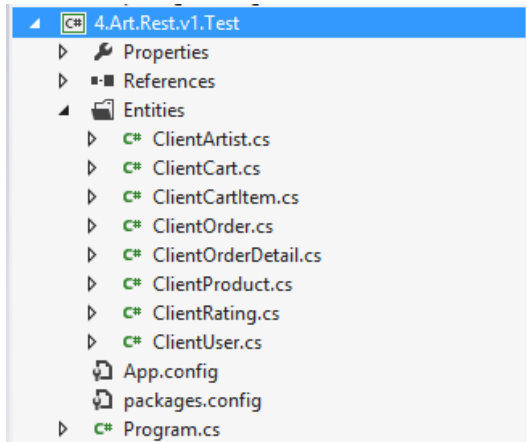 C# 4.Art.Rest.v1.Test
Properties
References
Entities
C# ClientArtist.cs
C# ClientCart.cs
C# ClientCartItem.cs
C# ClientOrder.cs
C# ClientOrderDetail.cs
C# ClientProduct.cs
C# ClientRating.cs
C# ClientUser.cs
App.config
packages.config
C# Program.cs